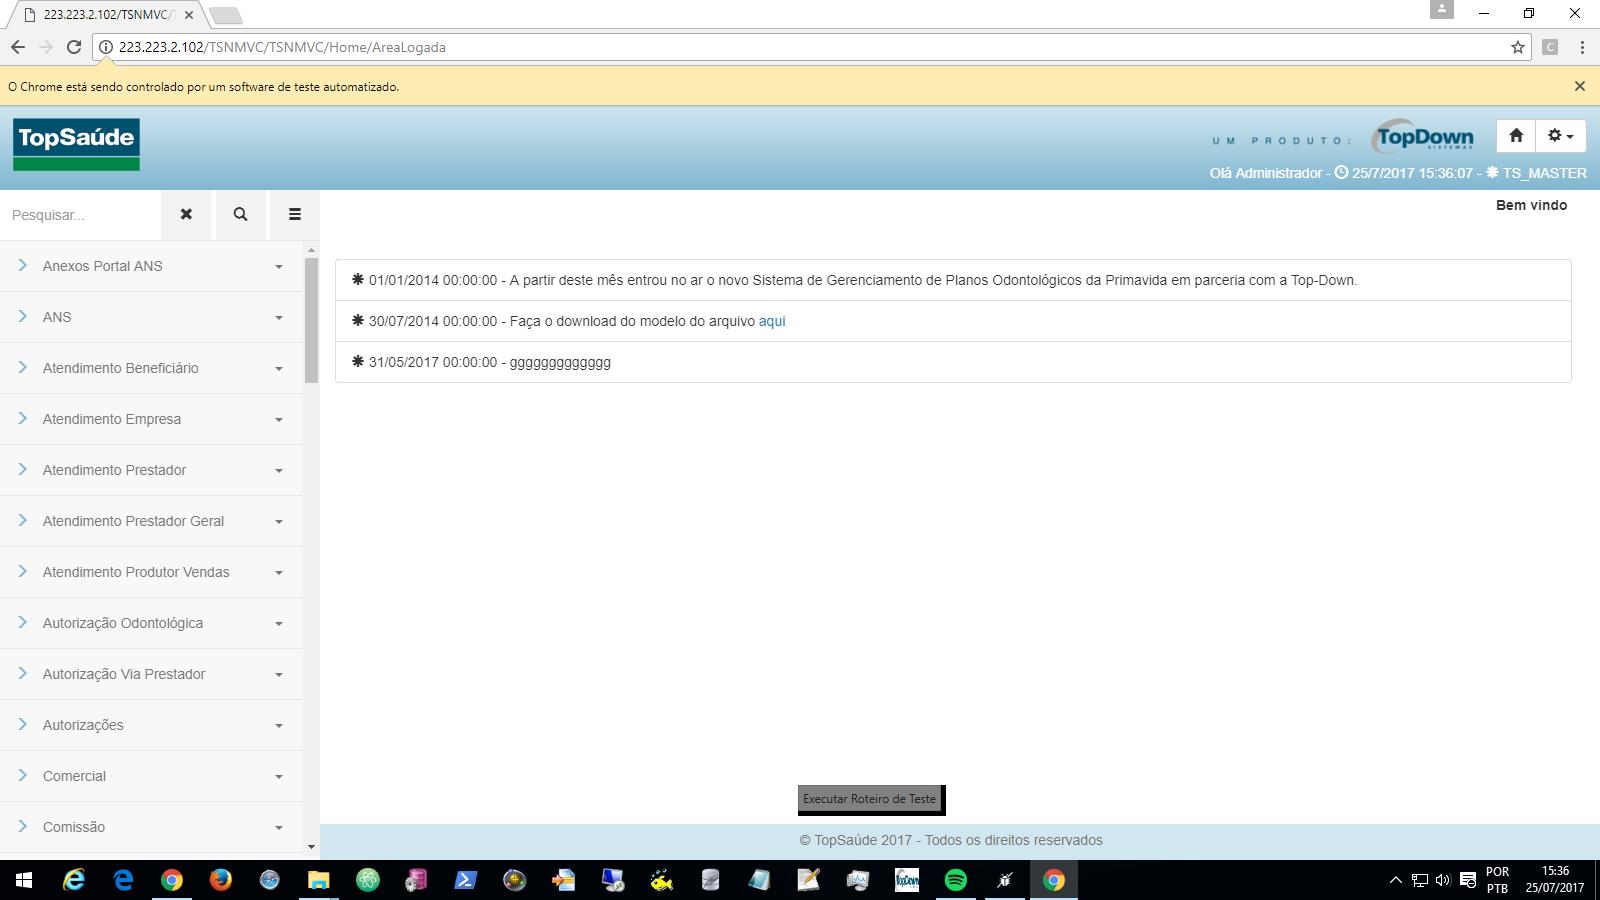 223.223.2.102/TSNMVC/T
223.223.2.102/TSNMVC/TSNMVC/Home/AreaLogada
C
O Chrome está sendo controlado por um software de teste automatizado.
TopSaúde
UM PRODUTO:
TopDown
SISTEMAS
Olá Administrador - 25/7/2017 15:36:07 - TS_MASTER
Pesquisar...
Bem vindo
Anexos Portal ANS
ANS
Atendimento Beneficiário
Atendimento Empresa
Atendimento Prestador
Atendimento Prestador Geral
Atendimento Produtor Vendas
Autorização Odontológica
Autorização Via Prestador
Autorizações
Comercial
Comissão
01/01/2014 00:00:00 - A partir deste mês entrou no ar o novo Sistema de Gerenciamento de Planos Odontológicos da Primavida em parceria com a Top-Down.
30/07/2014 00:00:00 - Faça o download do modelo do arquivo aqui
31/05/2017 00:00:00 - ggggggggggggg
Executar Roteiro de Teste
© TopSaúde 2017 - Todos os direitos reservados
TopDown
POR
PTB
15:36
25/07/2017